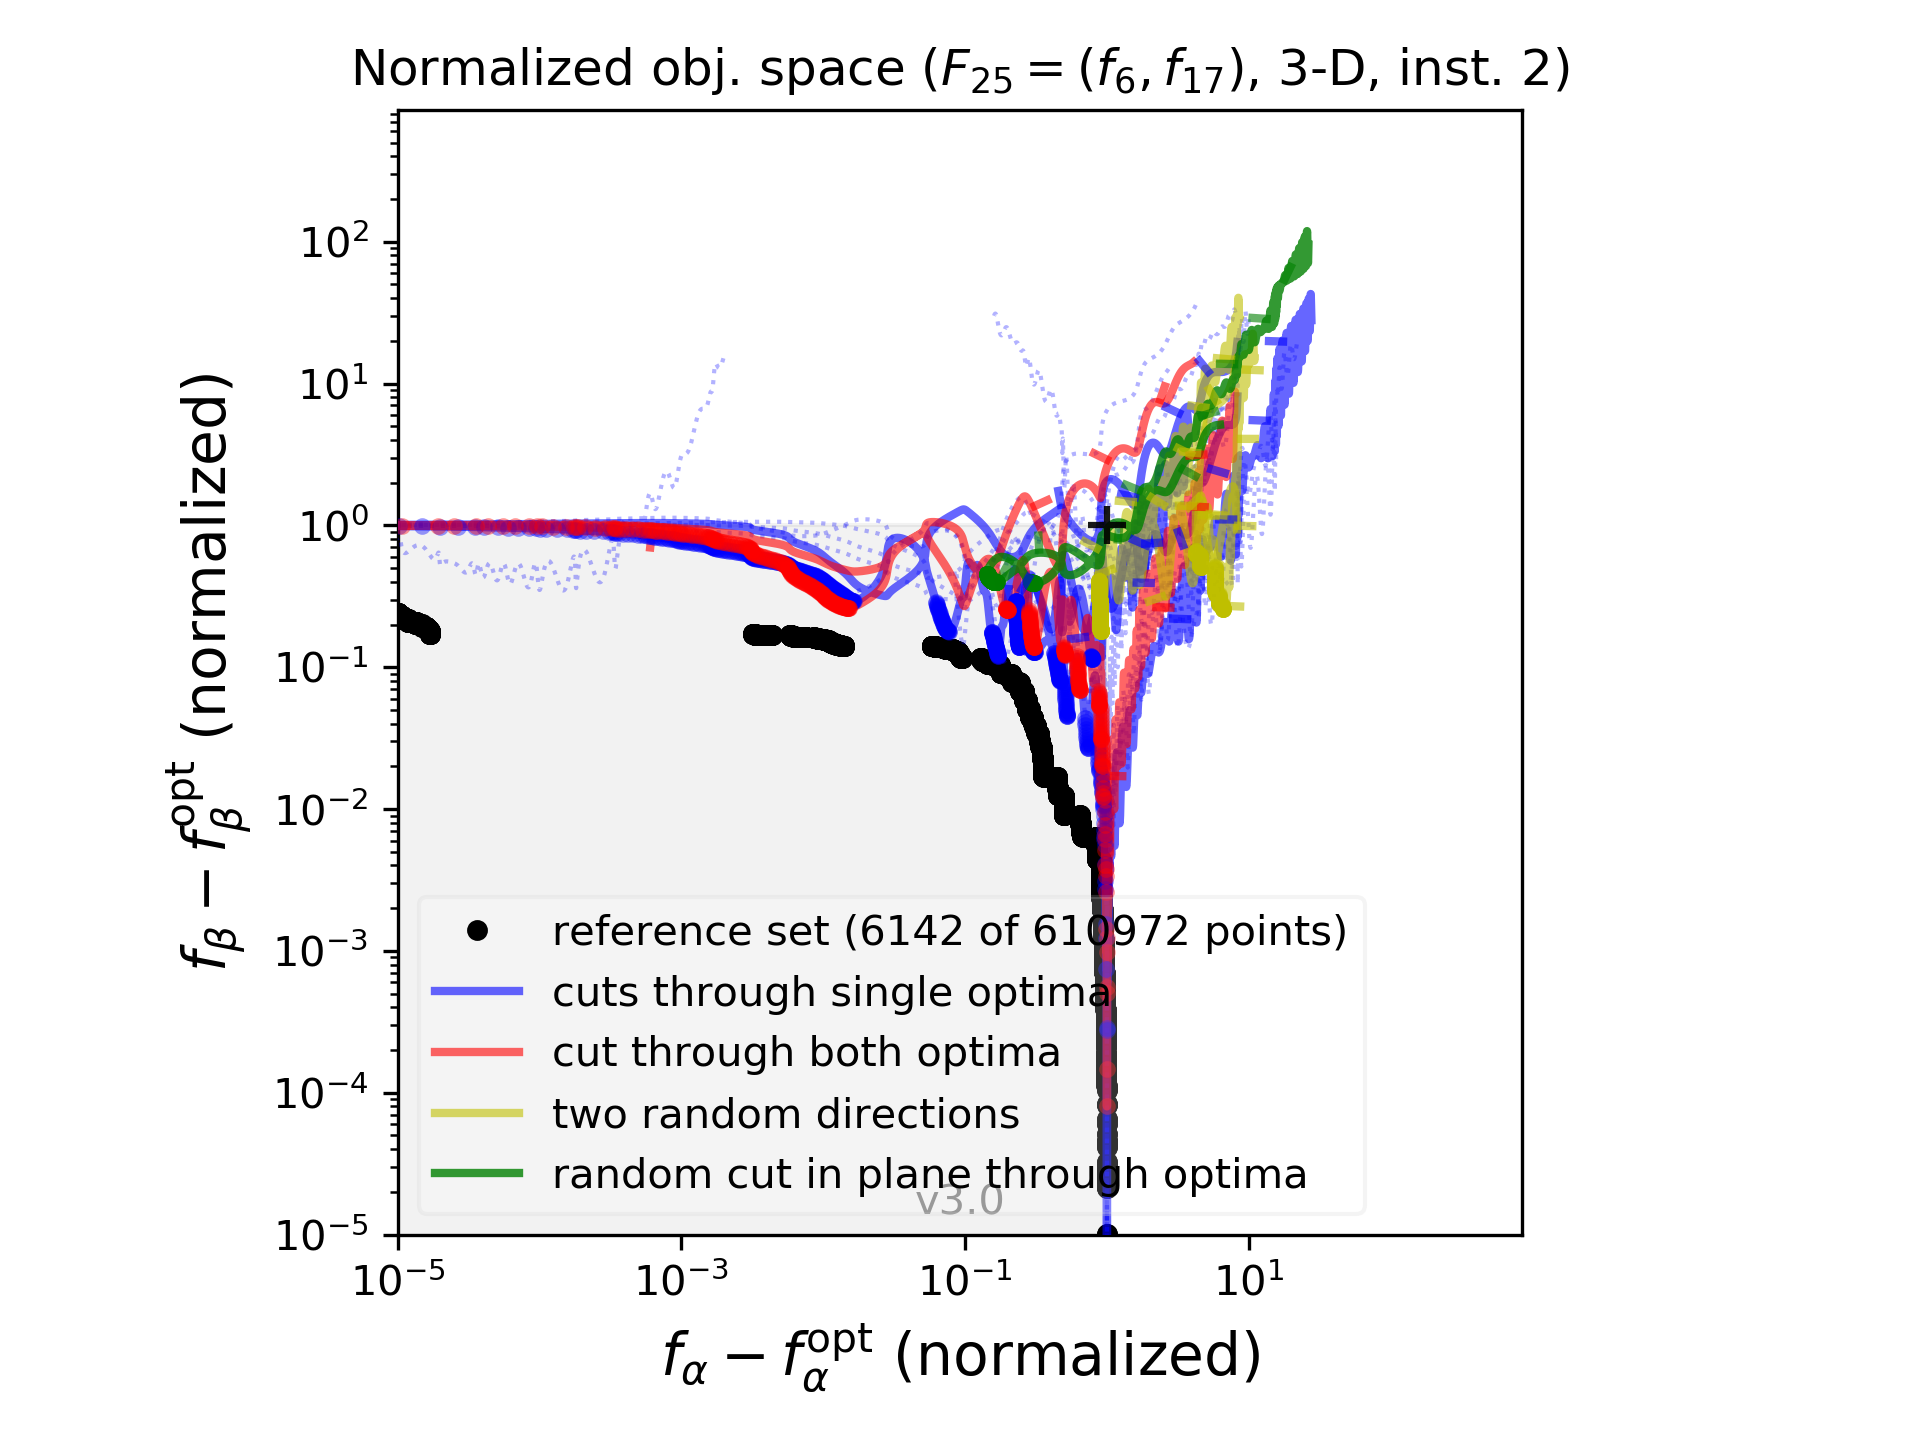 Normalized obj. space (F₂₅ = (f₆, f₁₇), 3-D, inst. 2)
10²
10¹
10⁰
10⁻¹
10⁻²
10⁻³
10⁻⁴
10⁻⁵
f_β − f_β^opt (normalized)
reference set (6142 of 610972 points)
cuts through single optima
cut through both optima
two random directions
random cut in plane through optima
v3.0
10⁻⁵ 10⁻³ 10⁻¹ 10¹
f_α − f_α^opt (normalized)